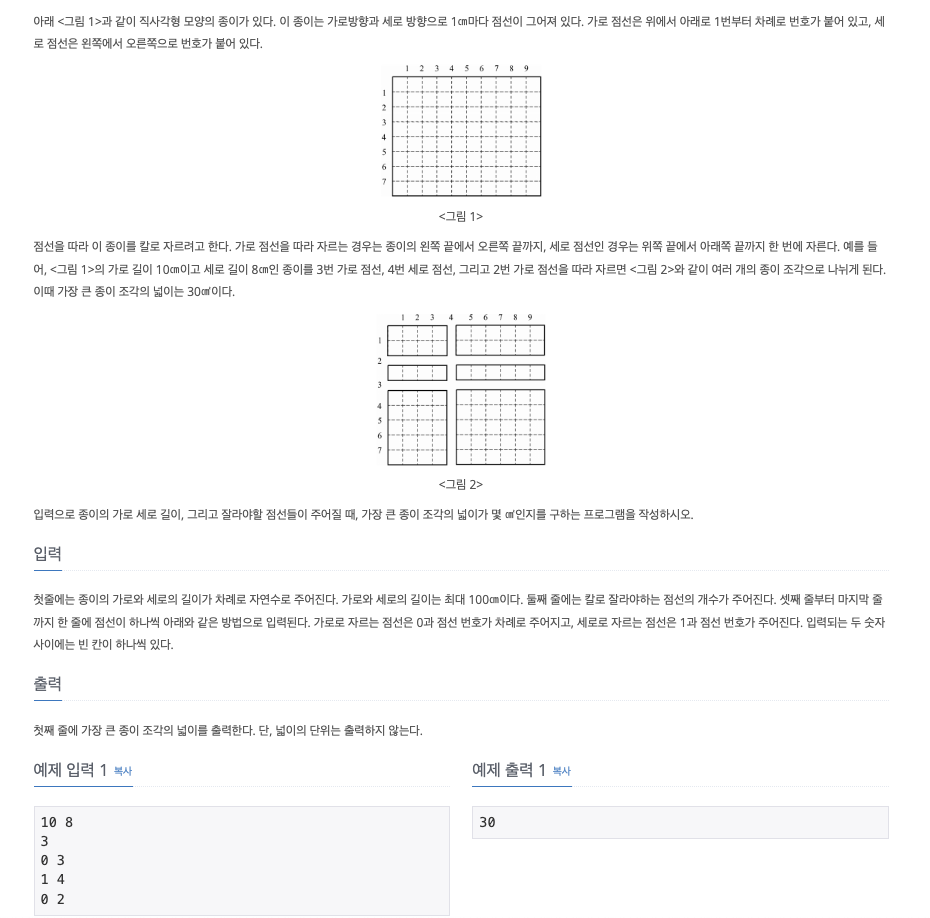 아래 <그림 1>과 같이 직사각형 모양의 종이가 있다. 이 종이는 가로방향과 세로 방향으로 1㎝마다 점선이 그어져 있다. 가로 점선은 위에서 아래로 1번부터 차례로 번호가 붙어 있고, 세
로 점선은 왼쪽에서 오른쪽으로 번호가 붙어 있다.
1 2 3 4 5 6 7 8 9
1
2
3
4
5
6
7
<그림 1>
점선을 따라 이 종이를 칼로 자르려고 한다. 가로 점선을 따라 자르는 경우는 종이의 왼쪽 끝에서 오른쪽 끝까지, 세로 점선인 경우는 위쪽 끝에서 아래쪽 끝까지 한 번에 자른다. 예를 들
어, <그림 1>의 가로 길이 10㎝이고 세로 길이 8㎝인 종이를 3번 가로 점선, 4번 세로 점선, 그리고 2번 가로 점선을 따라 자르면 <그림 2>와 같이 여러 개의 종이 조각으로 나뉘게 된다.
이때 가장 큰 종이 조각의 넓이는 30㎠이다.
1 2 3 4 5 6 7 8 9
1
2
3
4
5
6
7
<그림 2>
입력으로 종이의 가로 세로 길이, 그리고 잘라야할 점선들이 주어질 때, 가장 큰 종이 조각의 넓이가 몇 ㎠인지를 구하는 프로그램을 작성하시오.
입력
첫줄에는 종이의 가로와 세로의 길이가 차례로 자연수로 주어진다. 가로와 세로의 길이는 최대 100㎝이다. 둘째 줄에는 칼로 잘라야하는 점선의 개수가 주어진다. 셋째 줄부터 마지막 줄
까지 한 줄에 점선이 하나씩 아래와 같은 방법으로 입력된다. 가로로 자르는 점선은 0과 점선 번호가 차례로 주어지고, 세로로 자르는 점선은 1과 점선 번호가 주어진다. 입력되는 두 숫자
사이에는 빈 칸이 하나씩 있다.
출력
첫째 줄에 가장 큰 종이 조각의 넓이를 출력한다. 단, 넓이의 단위는 출력하지 않는다.
예제 입력 1 복사
10 8
3
0 3
1 4
0 2
예제 출력 1 복사
30